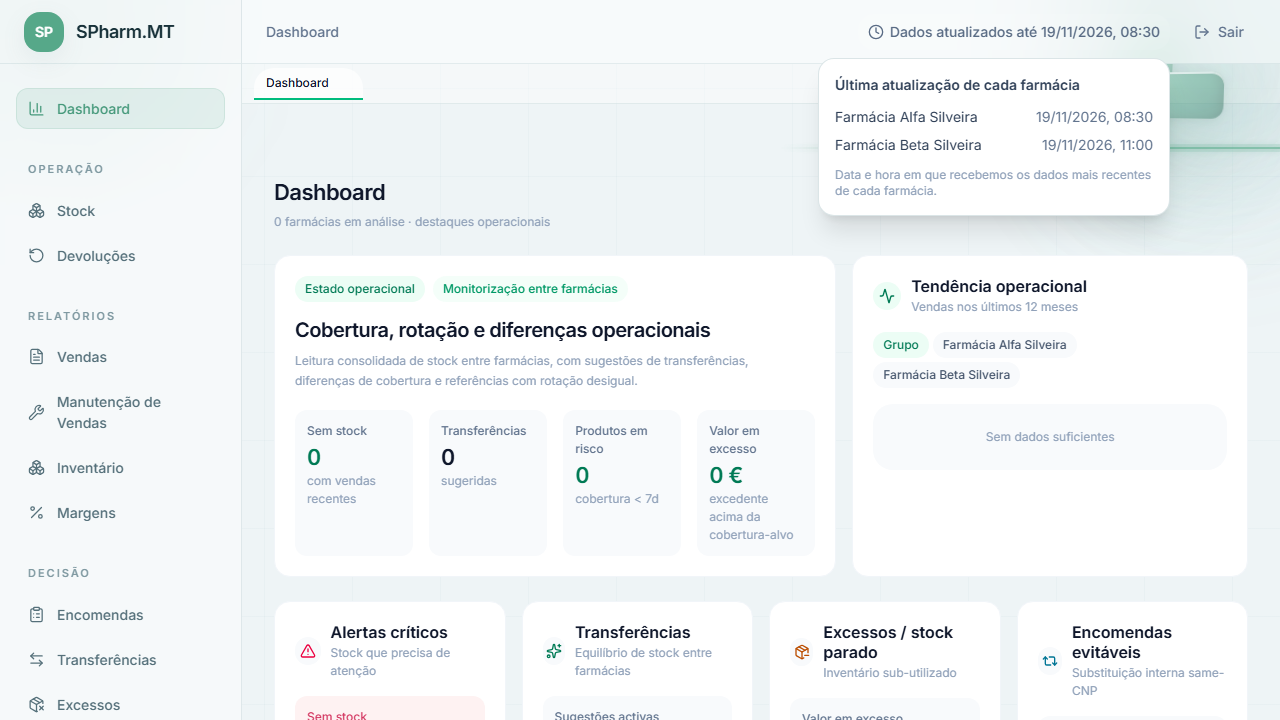 SP
SPharm.MT
Dashboard
Dados atualizados até 19/11/2026, 08:30
Sair
Dashboard
Última atualização de cada farmácia
Farmácia Alfa Silveira 19/11/2026, 08:30
Farmácia Beta Silveira 19/11/2026, 11:00
Data e hora em que recebemos os dados mais recentes
de cada farmácia.
Dashboard
OPERAÇÃO
Stock
Devoluções
RELATÓRIOS
Vendas
Manutenção de
Vendas
Inventário
Margens
DECISÃO
Encomendas
Transferências
Excessos
Dashboard
0 farmácias em análise · destaques operacionais
Estado operacional
Monitorização entre farmácias
Cobertura, rotação e diferenças operacionais
Leitura consolidada de stock entre farmácias, com sugestões de transferências,
diferenças de cobertura e referências com rotação desigual.
Sem stock
0
com vendas
recentes
Transferências
0
sugeridas
Produtos em
risco
0
cobertura < 7d
Valor em
excesso
0 €
excedente
acima da
cobertura-alvo
Tendência operacional
Vendas nos últimos 12 meses
Grupo
Farmácia Alfa Silveira
Farmácia Beta Silveira
Sem dados suficientes
Alertas críticos
Stock que precisa de
atenção
Sem stock
Transferências
Equilíbrio de stock entre
farmácias
Sugestões activas
Excessos / stock
parado
Inventário sub-utilizado
Valor em excesso
Encomendas
evitáveis
Substituição interna same-
CNP